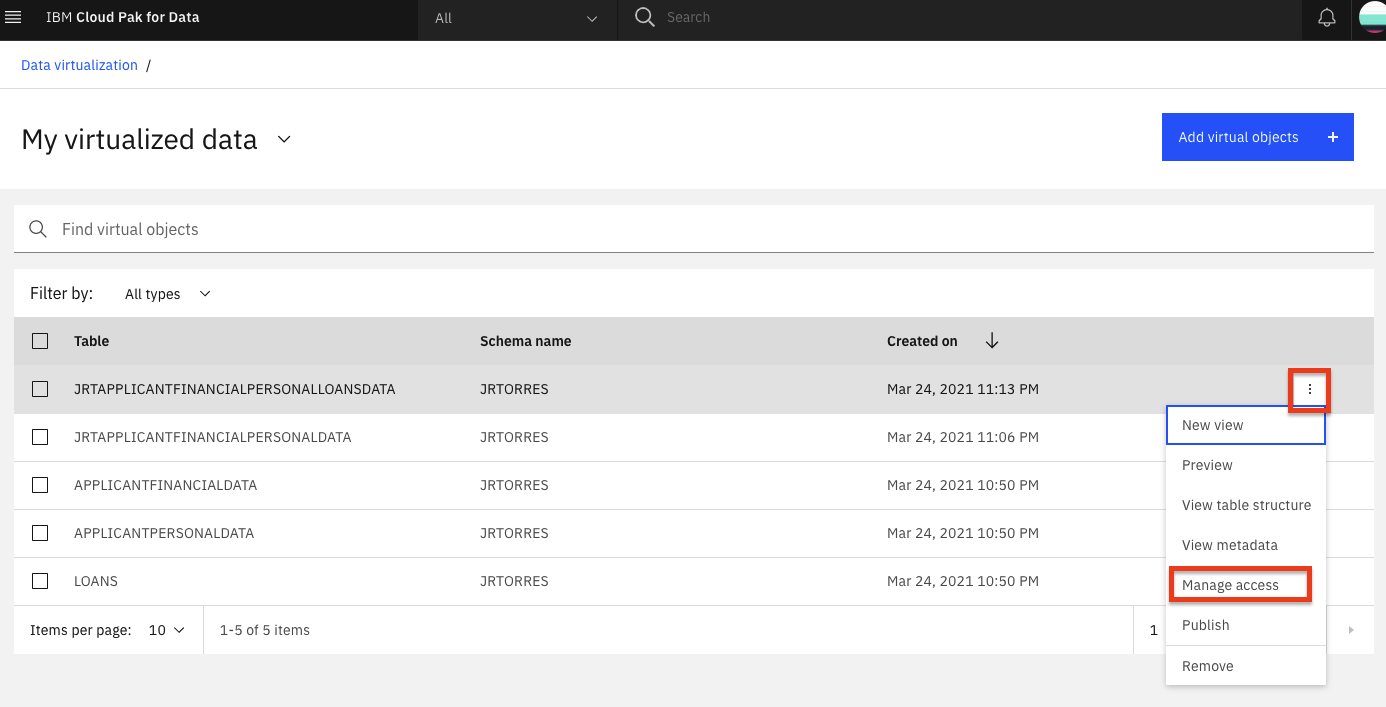 IBM Cloud Pak for Data All Search
Data virtualization /
My virtualized data
Add virtual objects +
Find virtual objects
Filter by: All types
Table Schema name Created on
JRTAPPLICANTFINANCIALPERSONALLOANSDATA JRTORRES Mar 24, 2021 11:13 PM
JRTAPPLICANTFINANCIALPERSONALDATA JRTORRES Mar 24, 2021 11:06 PM
APPLICANTFINANCIALDATA JRTORRES Mar 24, 2021 10:50 PM
APPLICANTPERSONALDATA JRTORRES Mar 24, 2021 10:50 PM
LOANS JRTORRES Mar 24, 2021 10:50 PM
Items per page: 10 1-5 of 5 items 1
New view
Preview
View table structure
View metadata
Manage access
Publish
Remove